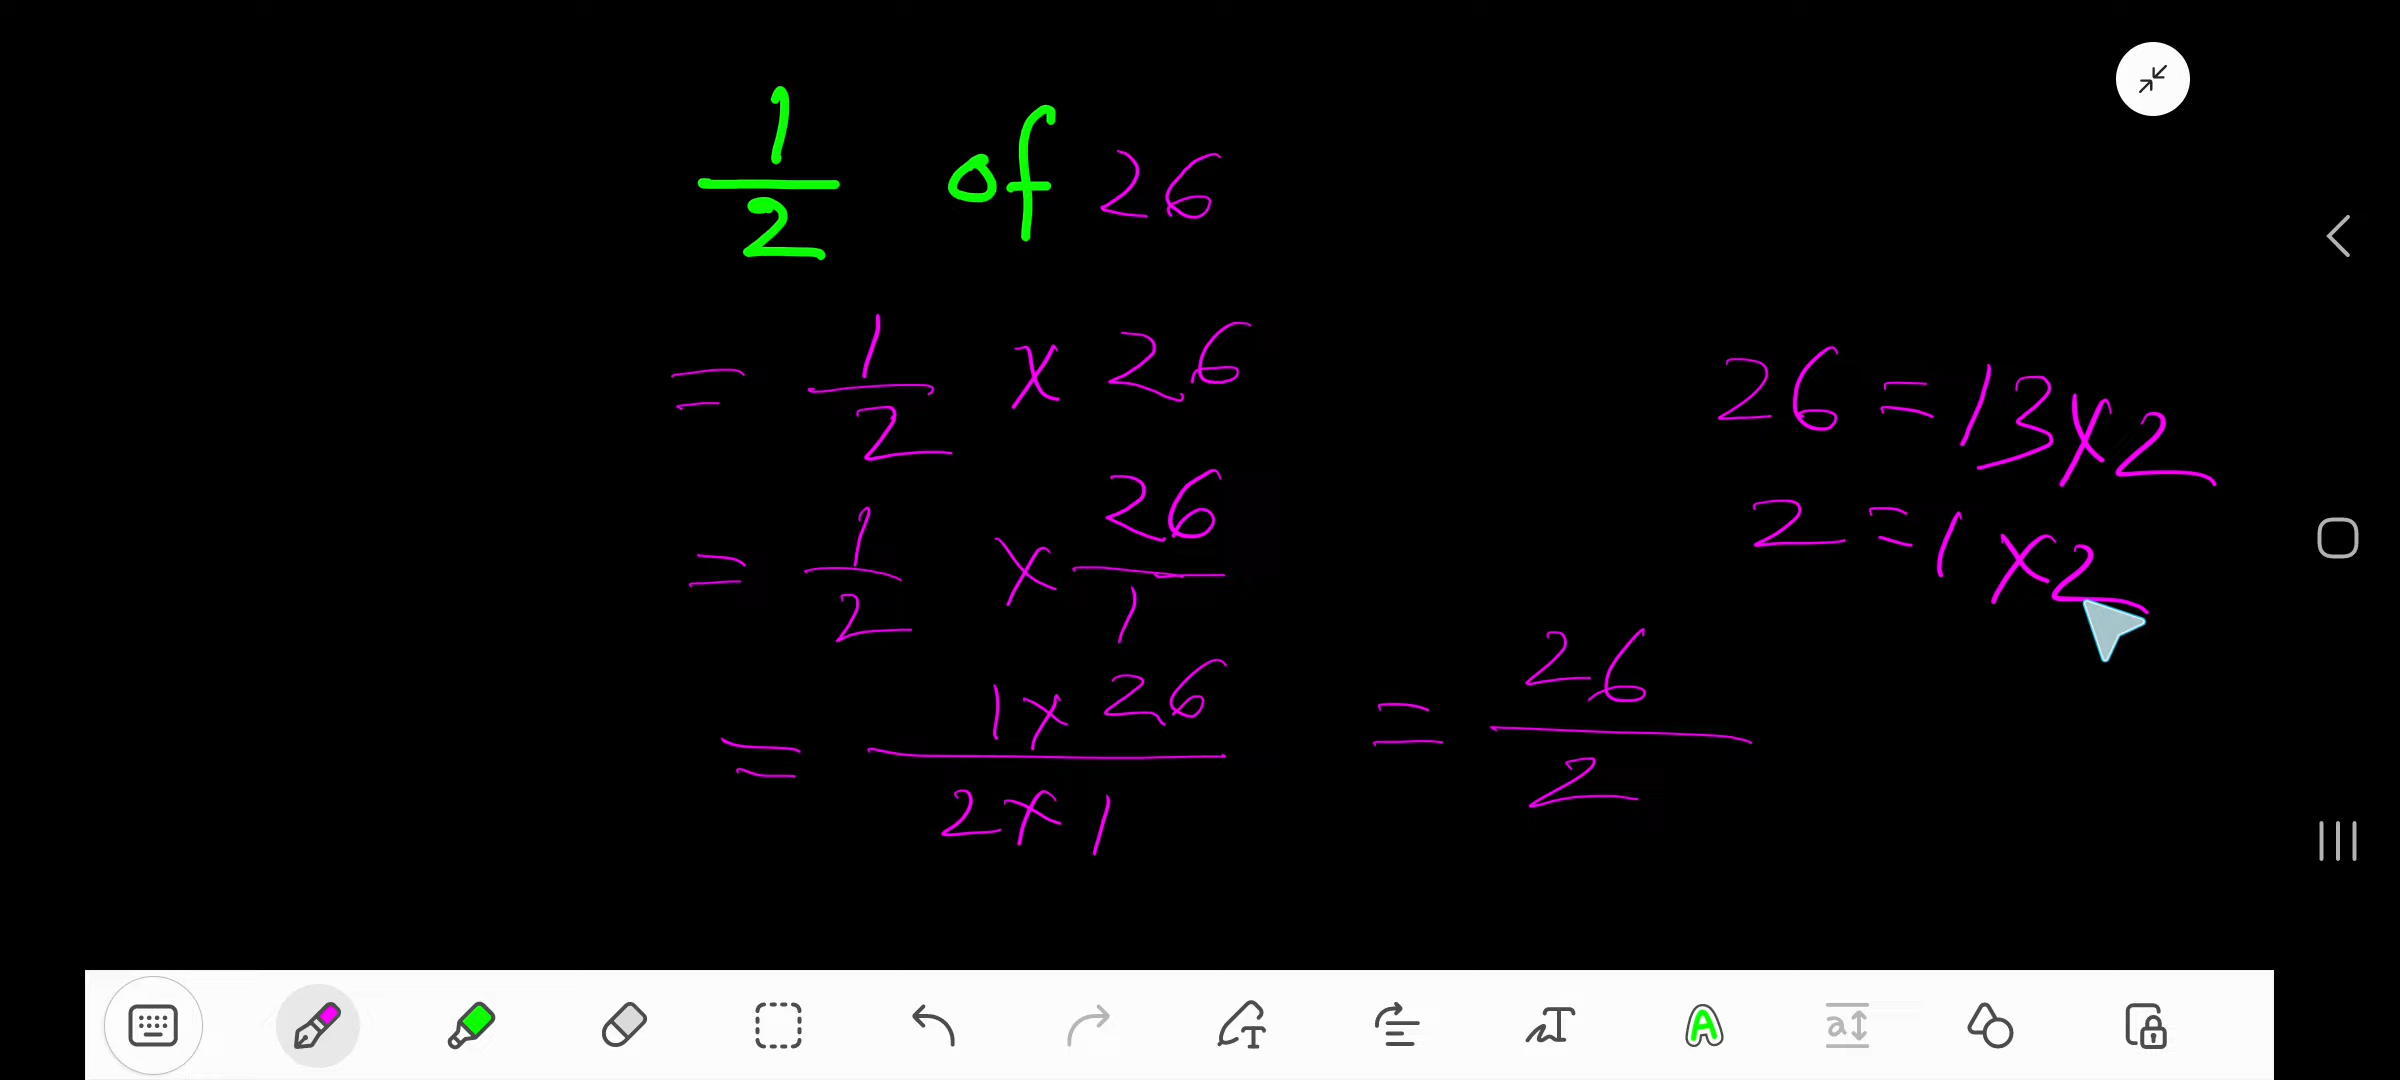 1/2 of 26
= 1/2 x 26
26 = 13x2
= 1/2 x 26/1
2 = 1x2
= 1x26/2x1 = 26/2